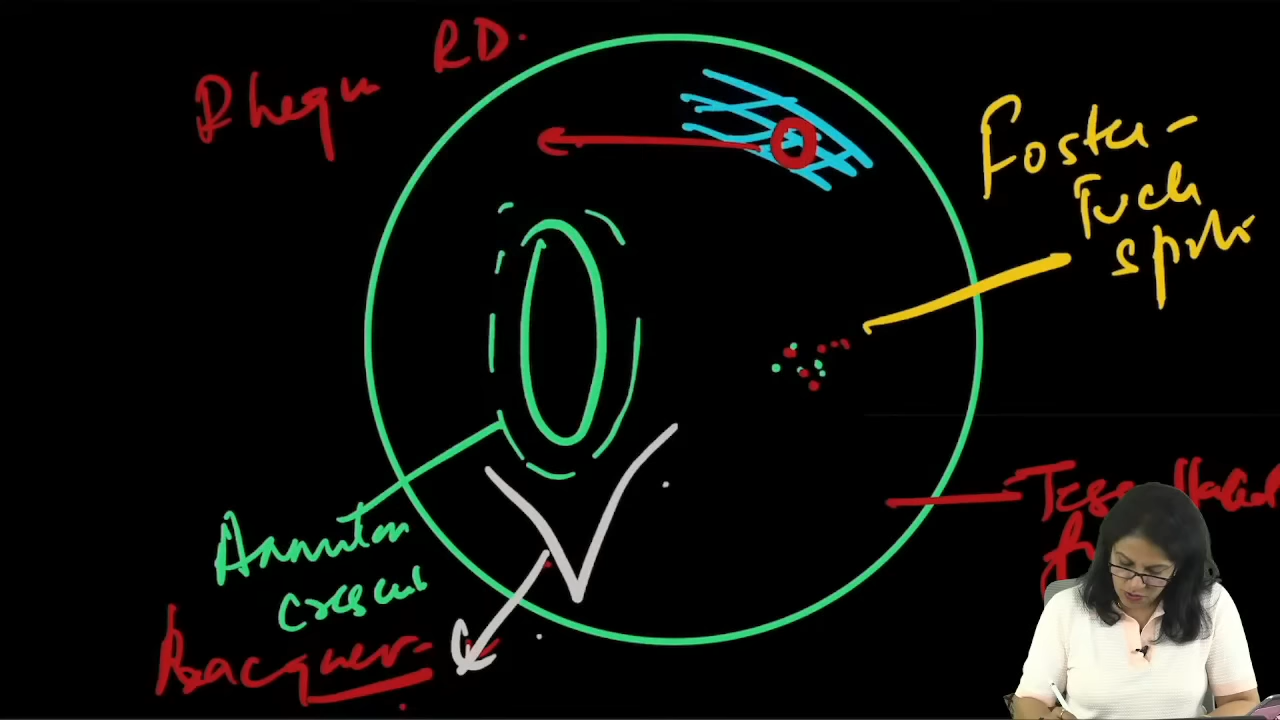 RD.
Rhegm
Foster-
Fuch
spots
Annular
crescent
Lacquer-